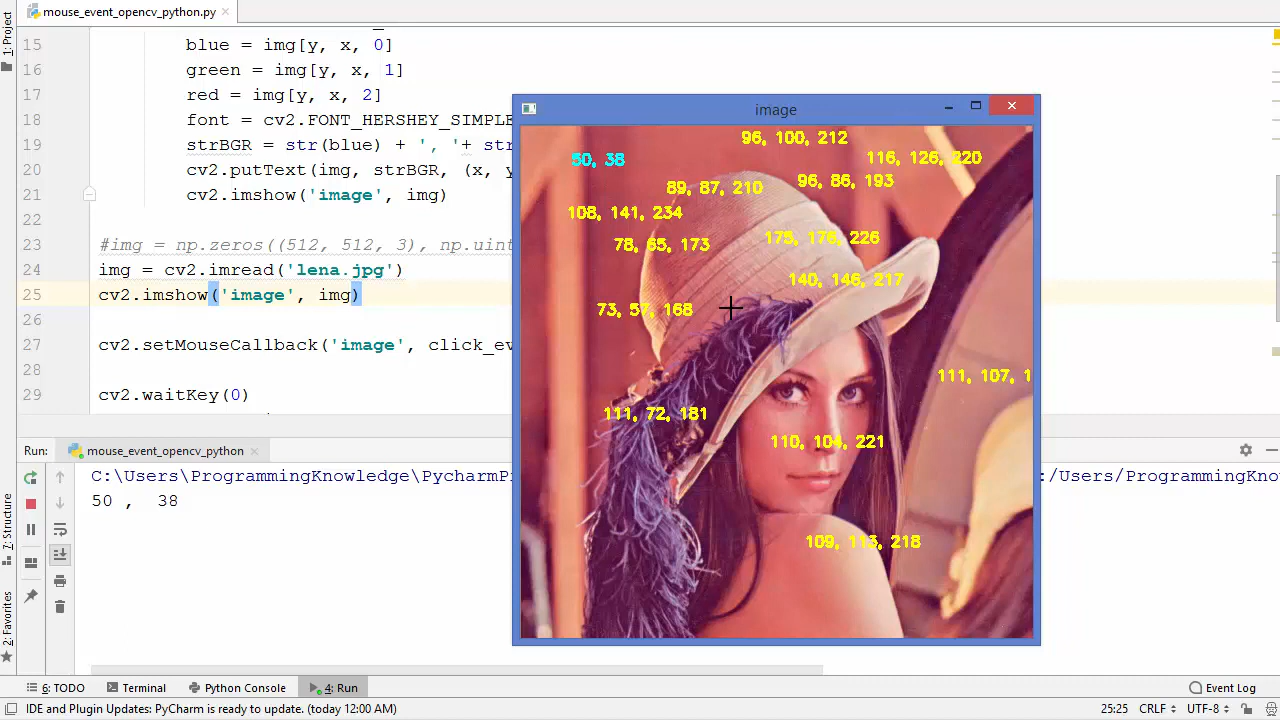 mouse_event_opencv_python.py
1: Project
15 blue = img[y, x, 0]
16 green = img[y, x, 1]
17 red = img[y, x, 2]
18 font = cv2.FONT_HERSHEY_SIMPLE
19 strBGR = str(blue) + ', '+ str
20 cv2.putText(img, strBGR, (x, y
21 cv2.imshow('image', img)
22
23 #img = np.zeros((512, 512, 3), np.uint
24 img = cv2.imread('lena.jpg')
25 cv2.imshow('image', img)
26
27 cv2.setMouseCallback('image', click_ev
28
29 cv2.waitKey(0)
image
96, 100, 212
50, 38
116, 126, 220
96, 86, 193
89, 87, 210
108, 141, 234
175, 176, 226
78, 65, 173
140, 146, 217
73, 57, 168
111, 107, 1
111, 72, 181
110, 104, 221
109, 113, 218
Run: mouse_event_opencv_python
C:\Users\ProgrammingKnowledge\PycharmPr :/Users/ProgrammingKno
50 , 38
7: Structure
2: Favorites
6: TODO Terminal Python Console 4: Run Event Log
IDE and Plugin Updates: PyCharm is ready to update. (today 12:00 AM) 25:25 CRLF UTF-8